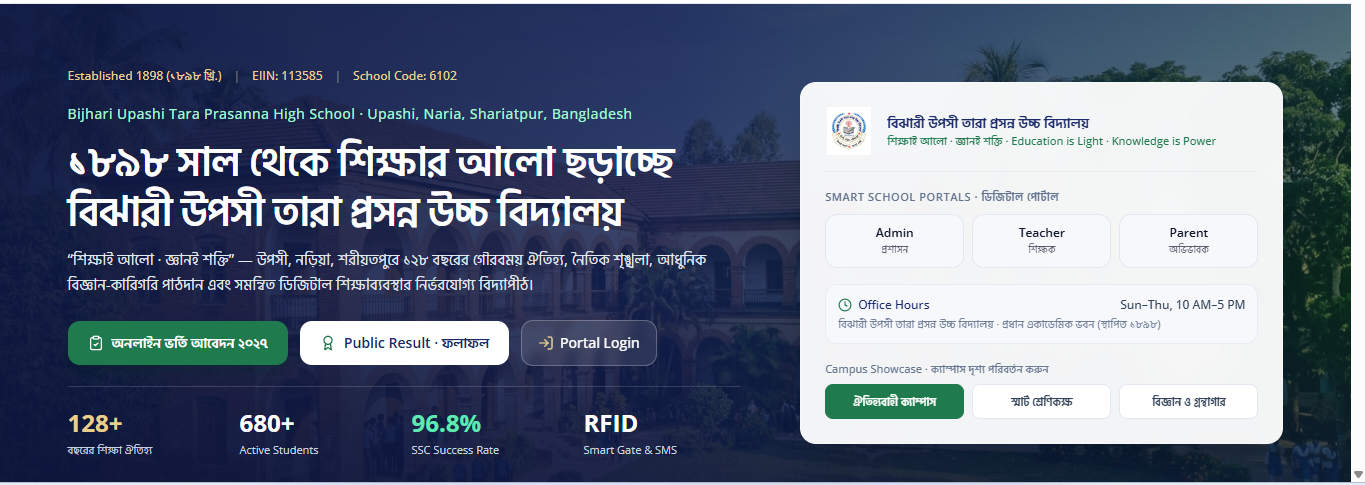 Established 1898 (১৮৯৮ খ্রি.) | EIIN: 113585 | School Code: 6102
Bijhari Upashi Tara Prasanna High School · Upashi, Naria, Shariatpur, Bangladesh
১৮৯৮ সাল থেকে শিক্ষার আলো ছড়াচ্ছে
বিঝারী উপসী তারা প্রসন্ন উচ্চ বিদ্যালয়
“শিক্ষাই আলো · জ্ঞানই শক্তি” — উপসী, নড়িয়া, শরীয়তপুরে ১২৮ বছরের গৌরবময় ঐতিহ্য, নৈতিক শৃঙ্খলা, আধুনিক
বিজ্ঞান-কারিগরি পাঠদান এবং সমন্বিত ডিজিটাল শিক্ষাব্যবস্থার নির্ভরযোগ্য বিদ্যাপীঠ।
অনলাইন ভর্তি আবেদন ২০২৭
Public Result · ফলাফল
Portal Login
128+
বছরের শিক্ষা ঐতিহ্য
680+
Active Students
96.8%
SSC Success Rate
RFID
Smart Gate & SMS
বিঝারী উপসী তারা প্রসন্ন উচ্চ বিদ্যালয়
শিক্ষাই আলো · জ্ঞানই শক্তি · Education is Light · Knowledge is Power
SMART SCHOOL PORTALS · ডিজিটাল পোর্টাল
Admin
প্রশাসন
Teacher
শিক্ষক
Parent
অভিভাবক
Office Hours
Sun–Thu, 10 AM–5 PM
বিঝারী উপসী তারা প্রসন্ন উচ্চ বিদ্যালয় · প্রধান একাডেমিক ভবন (স্থাপিত ১৮৯৮)
Campus Showcase · ক্যাম্পাস দৃশ্য পরিবর্তন করুন
ঐতিহ্যবাহী ক্যাম্পাস
স্মার্ট শ্রেণিকক্ষ
বিজ্ঞান ও গ্রন্থাগার